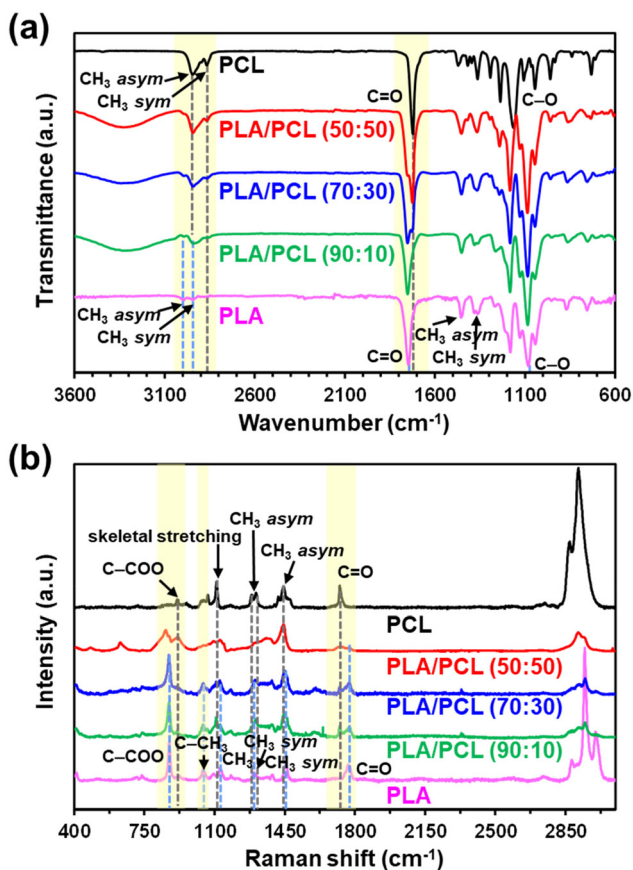 (a)
CH₃ asym
CH₃ sym
PCL
C=O
C–O
PLA/PCL (50:50)
PLA/PCL (70:30)
PLA/PCL (90:10)
CH₃ asym
CH₃ sym
PLA
C=O
CH₃ asym
CH₃ sym
C–O
Transmittance (a.u.)
3600 3100 2600 2100 1600 1100 600
Wavenumber (cm⁻¹)
(b)
C–COO
skeletal stretching
CH₃ asym
CH₃ asym
C=O
PCL
PLA/PCL (50:50)
PLA/PCL (70:30)
PLA/PCL (90:10)
C–COO
C–CH₃
CH₃ sym
CH₃
CH₃ sym
C=O
PLA
Intensity (a.u.)
400 750 1100 1450 1800 2150 2500 2850
Raman shift (cm⁻¹)